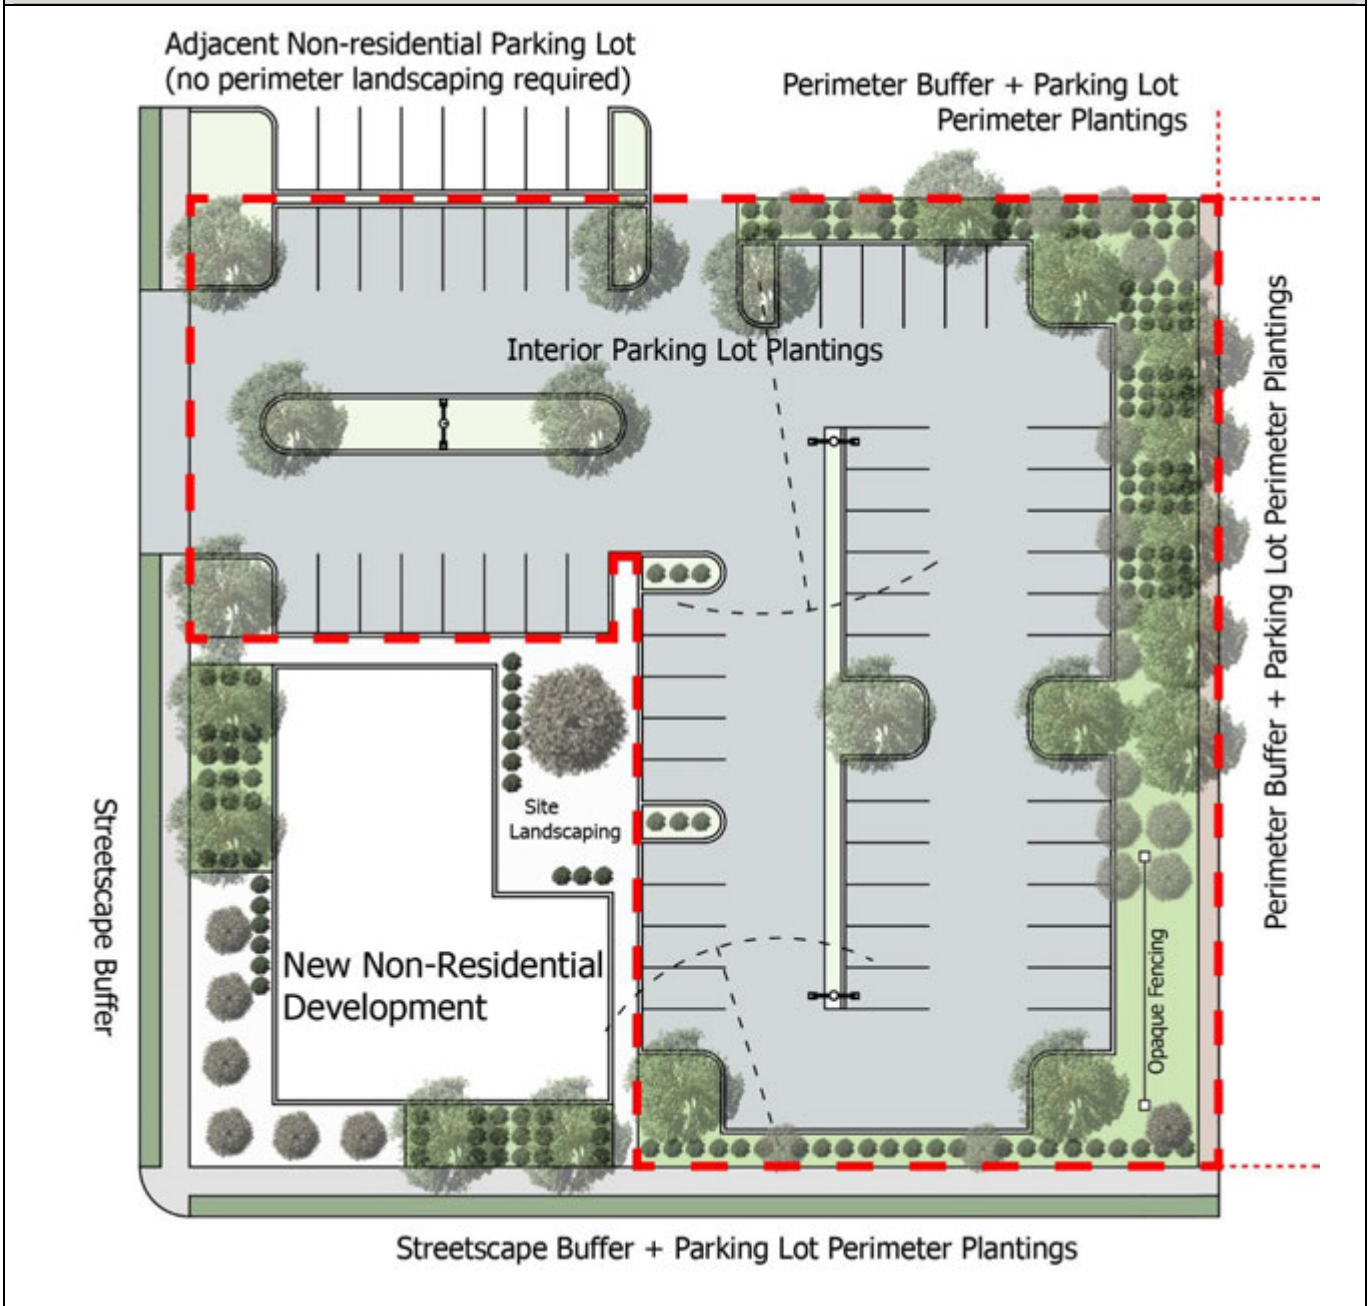 Adjacent Non-residential Parking Lot
(no perimeter landscaping required)
Perimeter Buffer + Parking Lot
Perimeter Plantings
Interior Parking Lot Plantings
Perimeter Buffer + Parking Lot Perimeter Plantings
Site
Landscaping
Streetscape Buffer
New Non-Residential
Development
Opaque Fencing
Streetscape Buffer + Parking Lot Perimeter Plantings